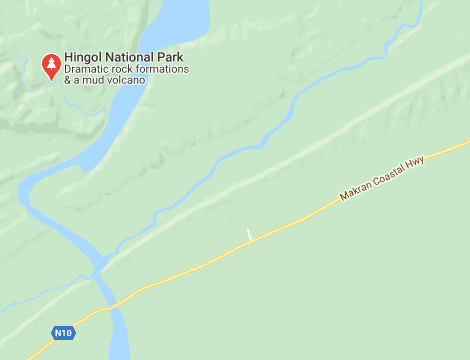 Hingol National Park
Dramatic rock formations
& a mud volcano
Makran Coastal Hwy
N10